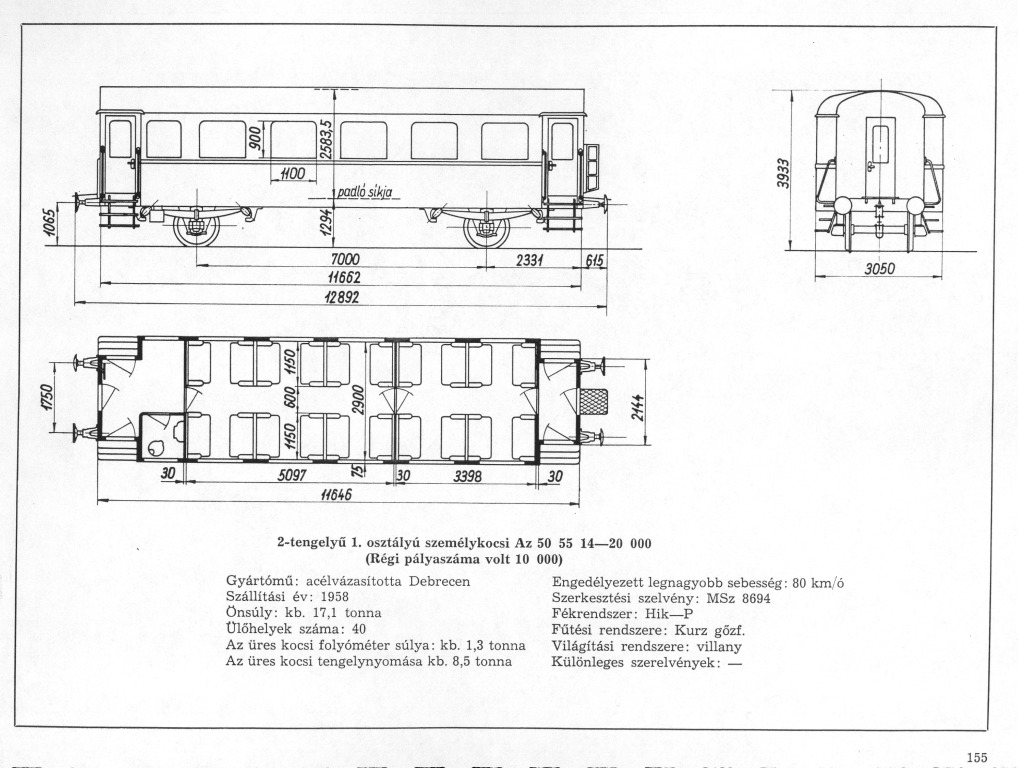 900
2583,5
1100
padló síkja
1294
1065
7000
2331
615
11662
12892
3933
3050
1150
600
2900
1150
1750
2144
30
5097
75
30
3398
30
11646
2-tengelyű 1. osztályú személykocsi Az 50 55 14—20 000
(Régi pályaszáma volt 10 000)
Gyártómű: acélvázasította Debrecen
Szállítási év: 1958
Önsúly: kb. 17,1 tonna
Ülőhelyek száma: 40
Az üres kocsi folyóméter súlya: kb. 1,3 tonna
Az üres kocsi tengelynyomása kb. 8,5 tonna
Engedélyezett legnagyobb sebesség: 80 km/ó
Szerkesztési szelvény: MSz 8694
Fékrendszer: Hik—P
Fűtési rendszere: Kurz gőzf.
Világítási rendszere: villany
Különleges szerelvények: —
155